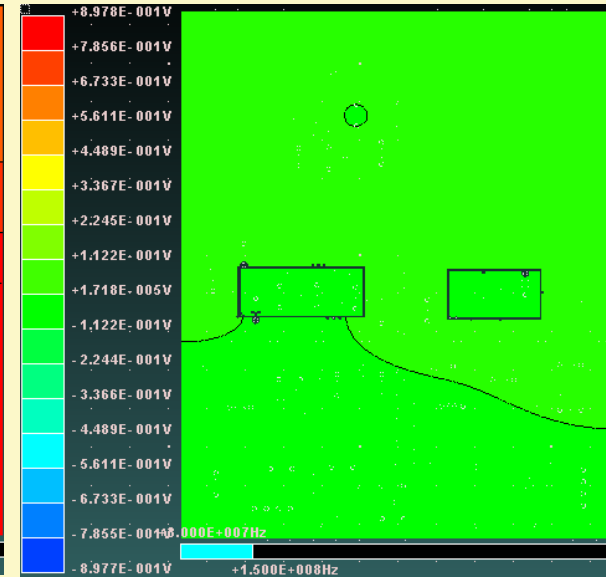 +8.978E-001V
+7.856E-001V
+6.733E-001V
+5.611E-001V
+4.489E-001V
+3.367E-001V
+2.245E-001V
+1.122E-001V
+1.718E-005V
-1.122E-001V
-2.244E-001V
-3.366E-001V
-4.489E-001V
-5.611E-001V
-6.733E-001V
-7.855E-001V
.000E+007Hz
-8.977E-001V
+1.500E+008Hz